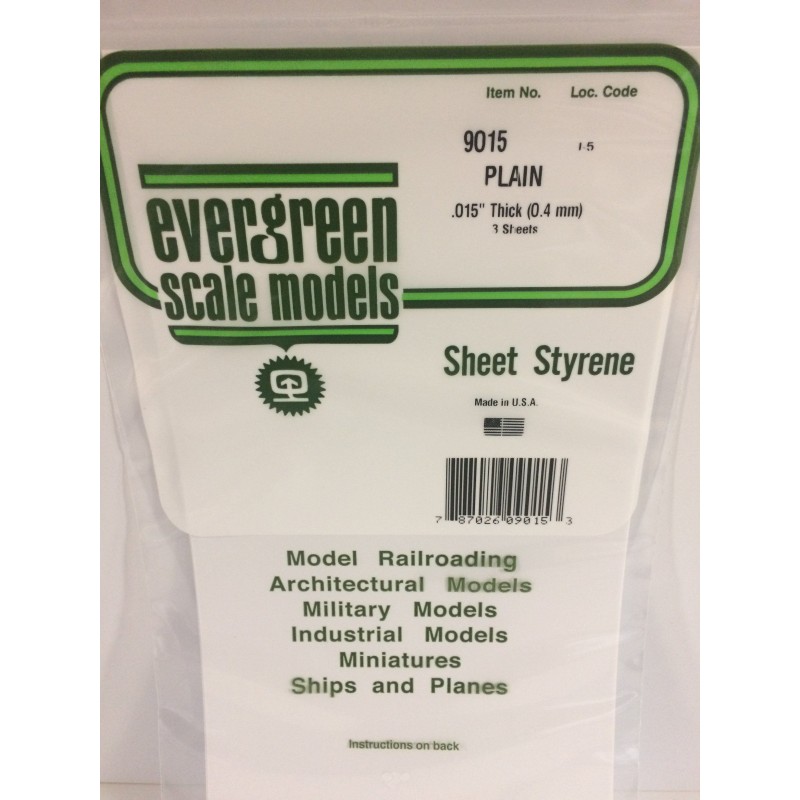 Item No. Loc. Code
9015 I-5
PLAIN
.015" Thick (0.4 mm)
3 Sheets
evergreen
scale models
Sheet Styrene
Made in U.S.A.
7 87026 09015 3
Model Railroading
Architectural Models
Military Models
Industrial Models
Miniatures
Ships and Planes
Instructions on back